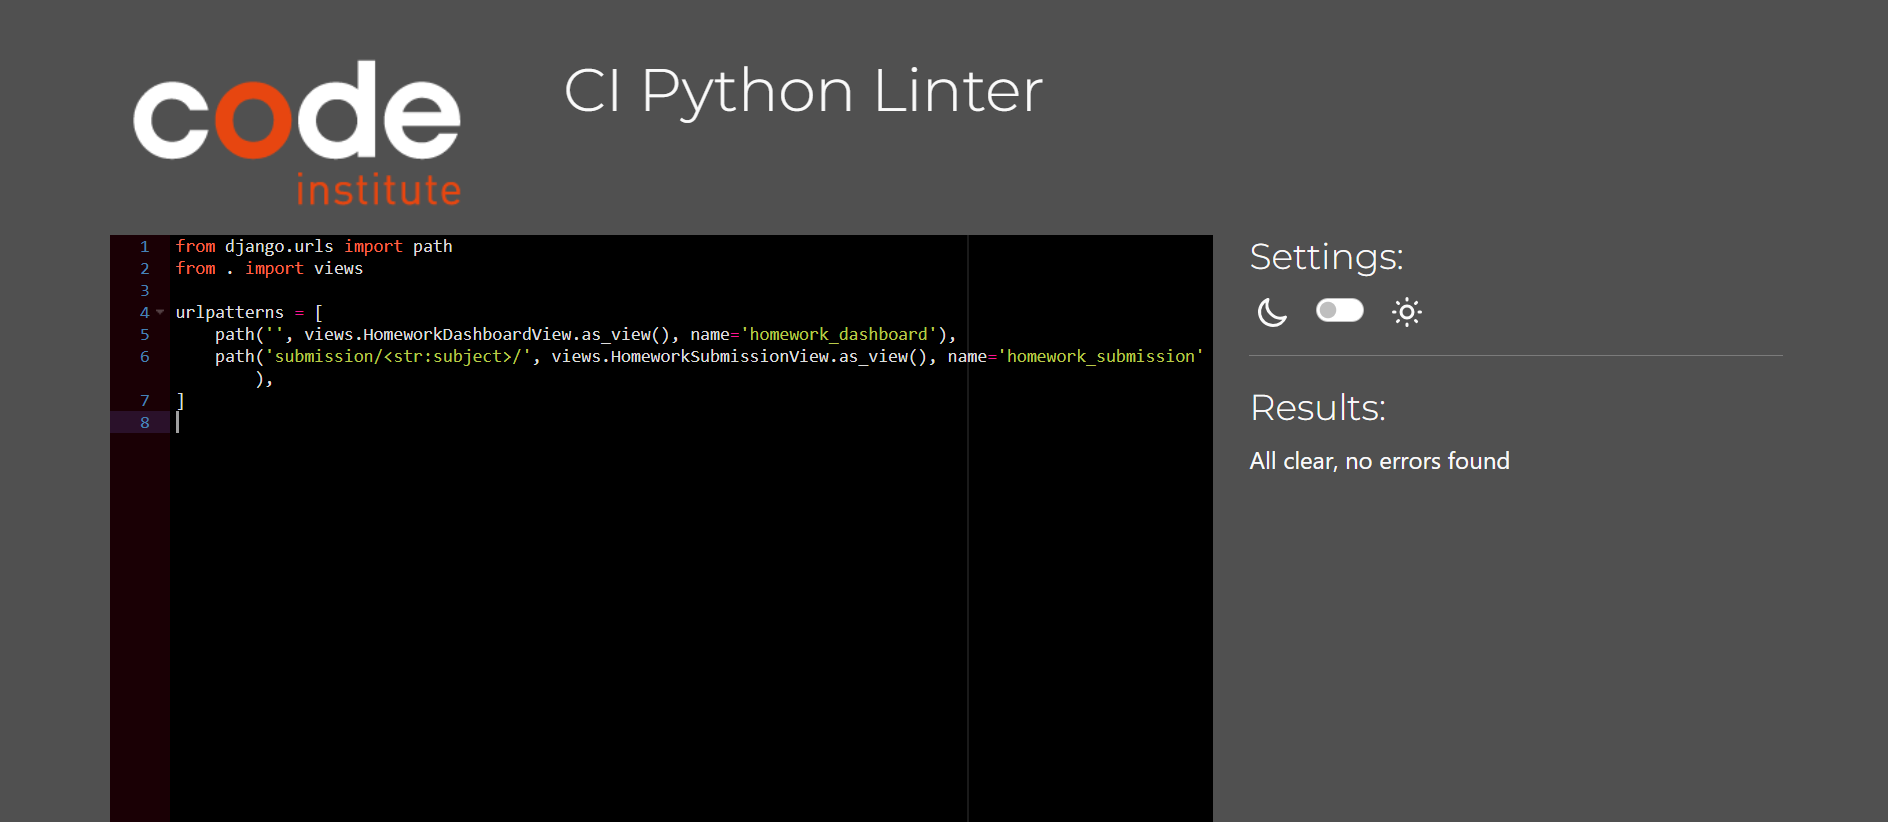 code
institute
CI Python Linter
1 from django.urls import path
2 from . import views
3
4 urlpatterns = [
5     path('', views.HomeworkDashboardView.as_view(), name='homework_dashboard'),
6     path('submission/<str:subject>/', views.HomeworkSubmissionView.as_view(), name='homework_submission'
        ),
7 ]
8
Settings:
Results:
All clear, no errors found